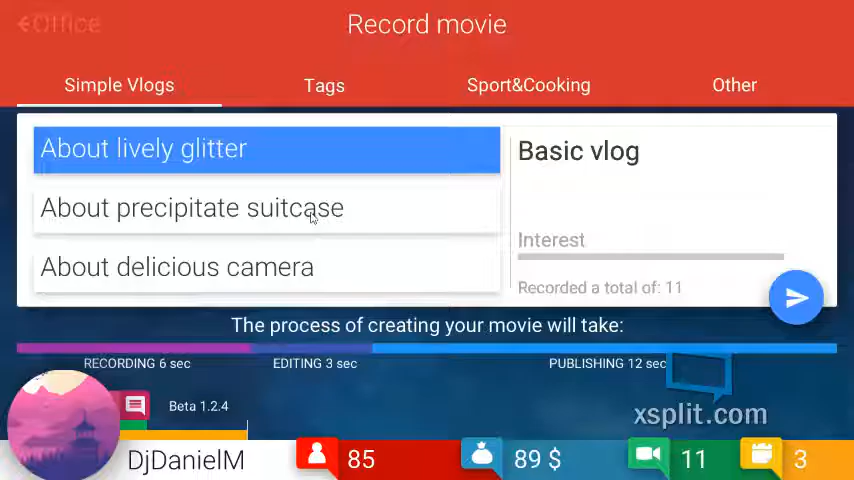 Office
Record movie
Simple Vlogs
Tags
Sport&Cooking
Other
About lively glitter
About precipitate suitcase
About delicious camera
Basic vlog
Interest
Recorded a total of: 11
The process of creating your movie will take:
RECORDING 6 sec
EDITING 3 sec
PUBLISHING 12 sec
Beta 1.2.4
xsplit.com
DjDanielM
85
89 $
11
3